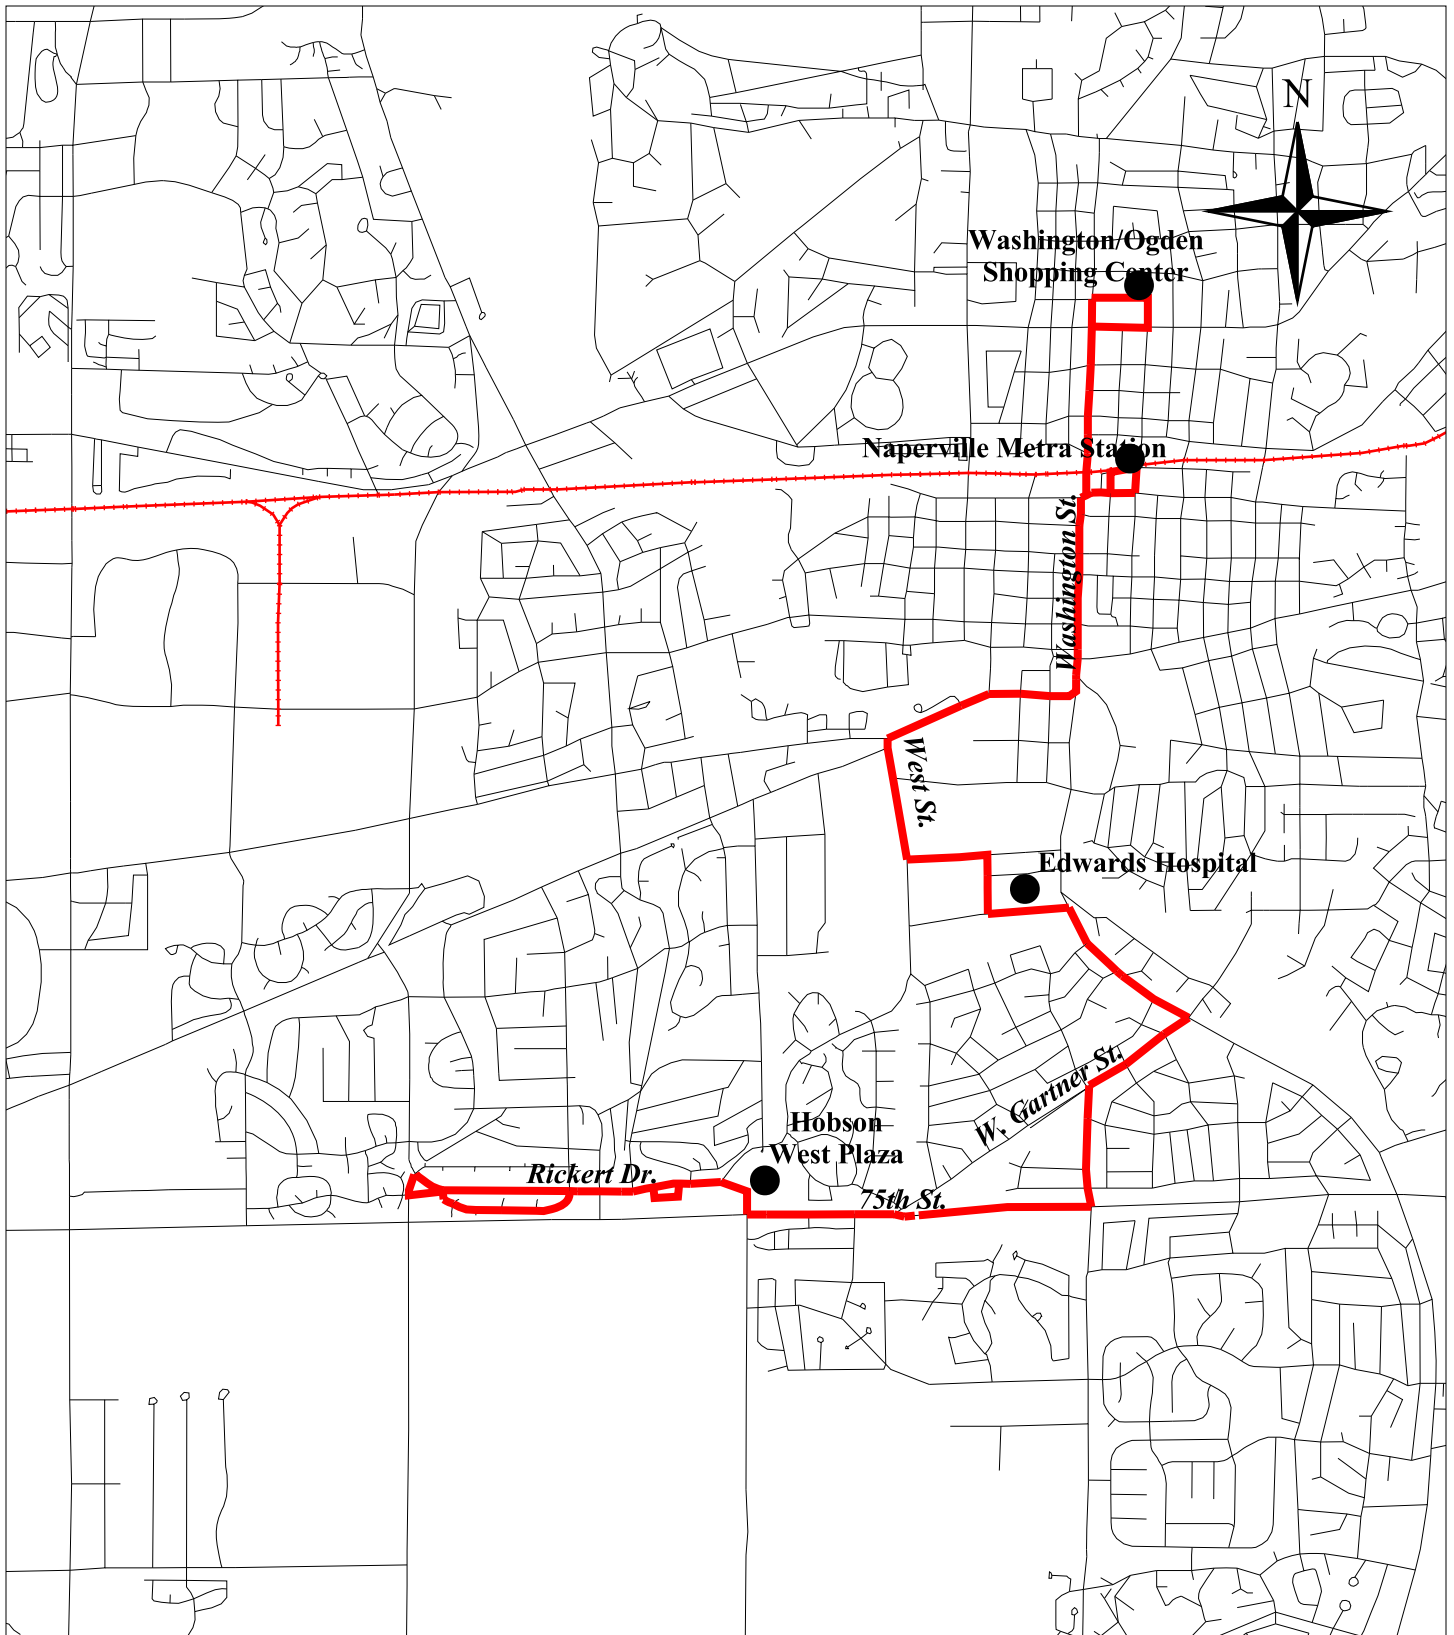 N
Washington/Ogden
Shopping Center
Naperville Metra Station
Washington St.
West St.
Edwards Hospital
W. Gartner St.
Hobson
West Plaza
Rickert Dr.
75th St.